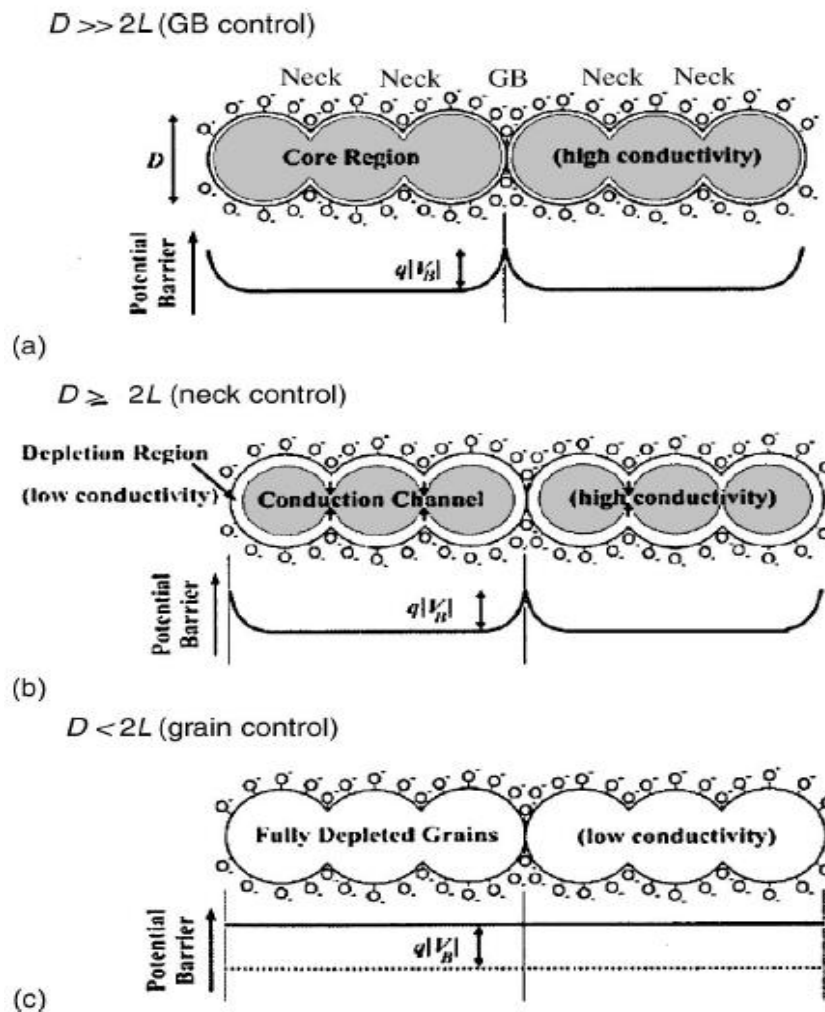 D >> 2L (GB control)
Neck Neck GB Neck Neck
D
Core Region (high conductivity)
Potential Barrier
q|V_B|
(a)
D ≥ 2L (neck control)
Depletion Region
(low conductivity)
Conduction Channel (high conductivity)
Potential Barrier
q|V_B|
(b)
D < 2L (grain control)
Fully Depleted Grains (low conductivity)
Potential Barrier
q|V_B|
(c)